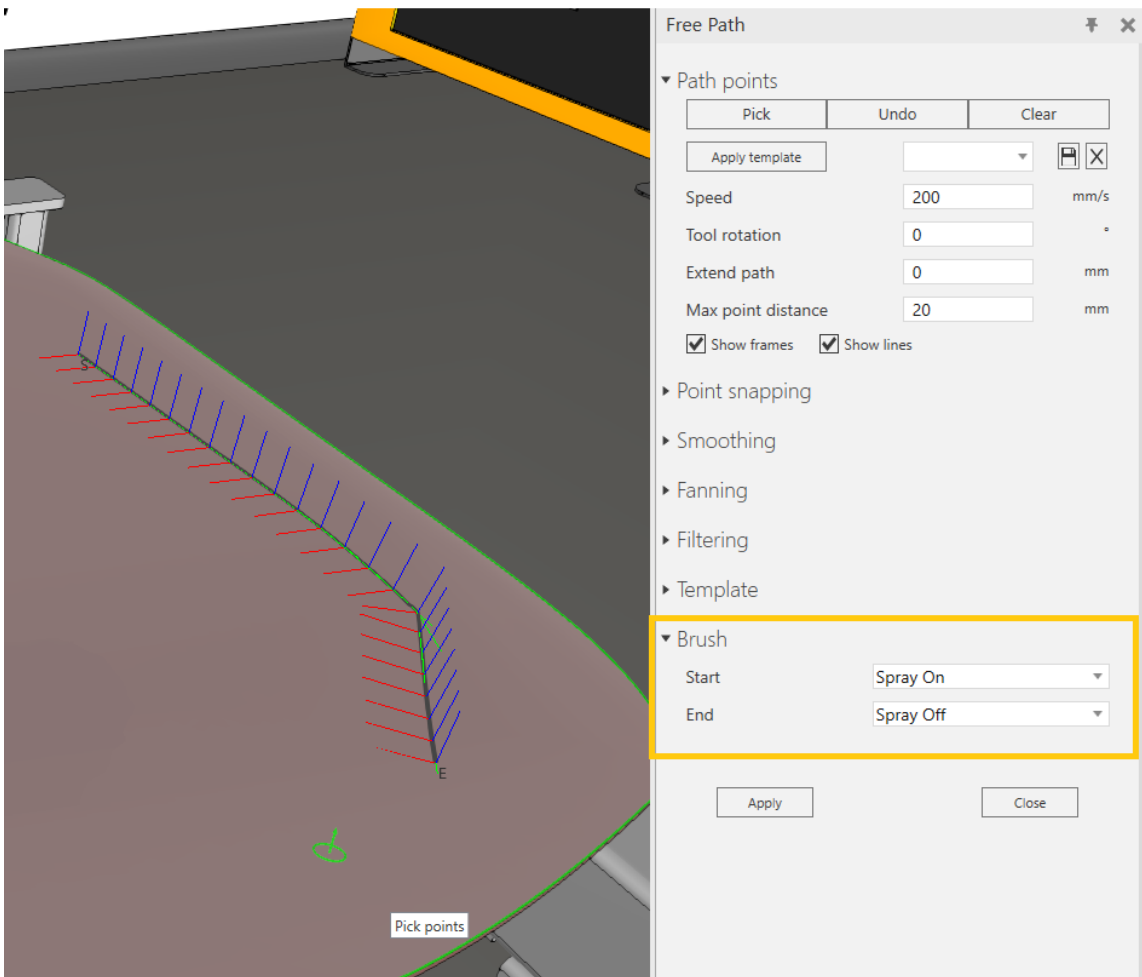 Free Path
Path points
Pick Undo Clear
Apply template
Speed 200 mm/s
Tool rotation 0 °
Extend path 0 mm
Max point distance 20 mm
Show frames Show lines
Point snapping
Smoothing
Fanning
Filtering
Template
Brush
Start Spray On
End Spray Off
Apply Close
S
E
Pick points